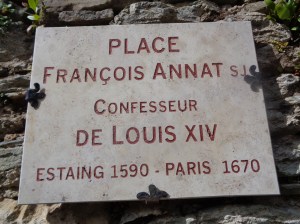 PLACE
FRANÇOIS ANNAT S.J.
CONFESSEUR
DE LOUIS XIV
ESTAING 1590 - PARIS 1670